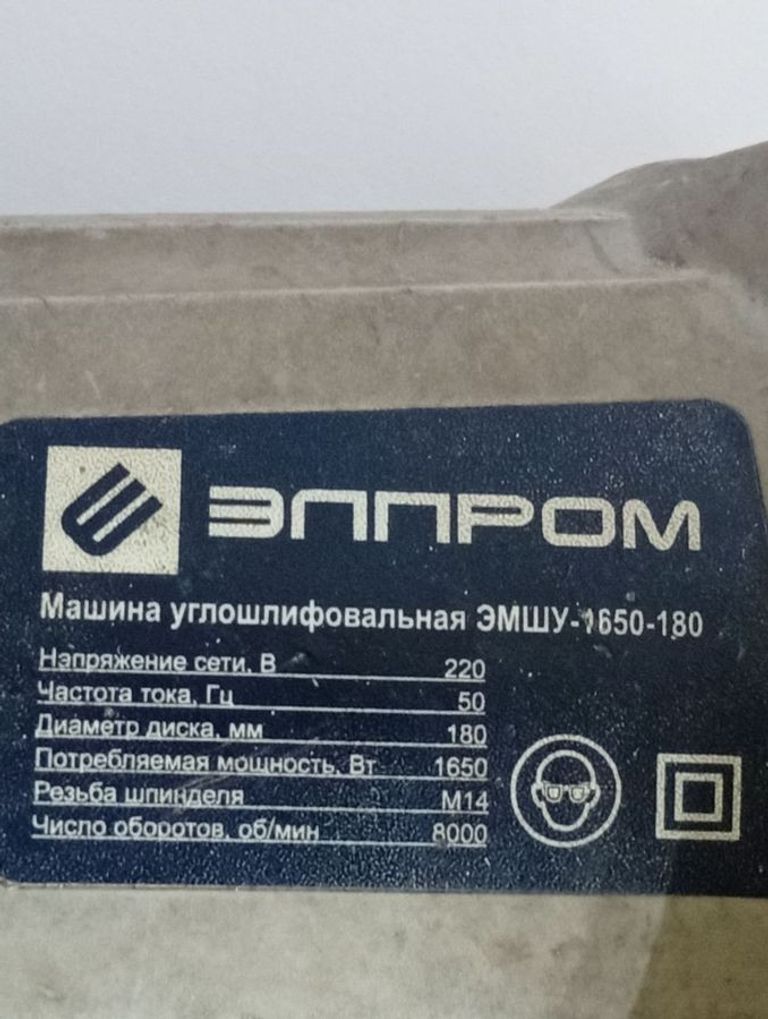 ЭЛПРОМ
Машина углошлифовальная ЭМШУ-1650-180
Напряжение сети, В 220
Частота тока, Гц 50
Диаметр диска, мм 180
Потребляемая мощность, Вт 1650
Резьба шпинделя М14
Число оборотов, об/мин 8000